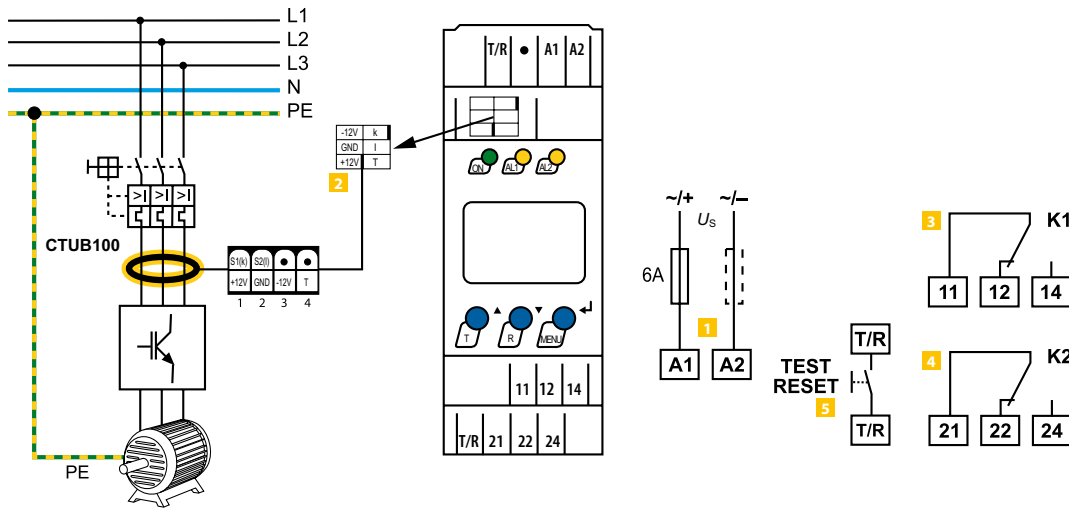 L1
L2
L3
N
PE
CTUB100
S1(k) S2(l)
+12V GND -12V T
1 2 3 4
PE
-12V k
GND l
+12V T
2
T/R A1 A2
ON AL1 AL2
T R MENU
11 12 14
T/R 21 22 24
~/+ ~/–
US
6A
1
A1 A2
TEST
RESET
5
T/R
T/R
3 K1
11 12 14
4 K2
21 22 24
>I >I >I